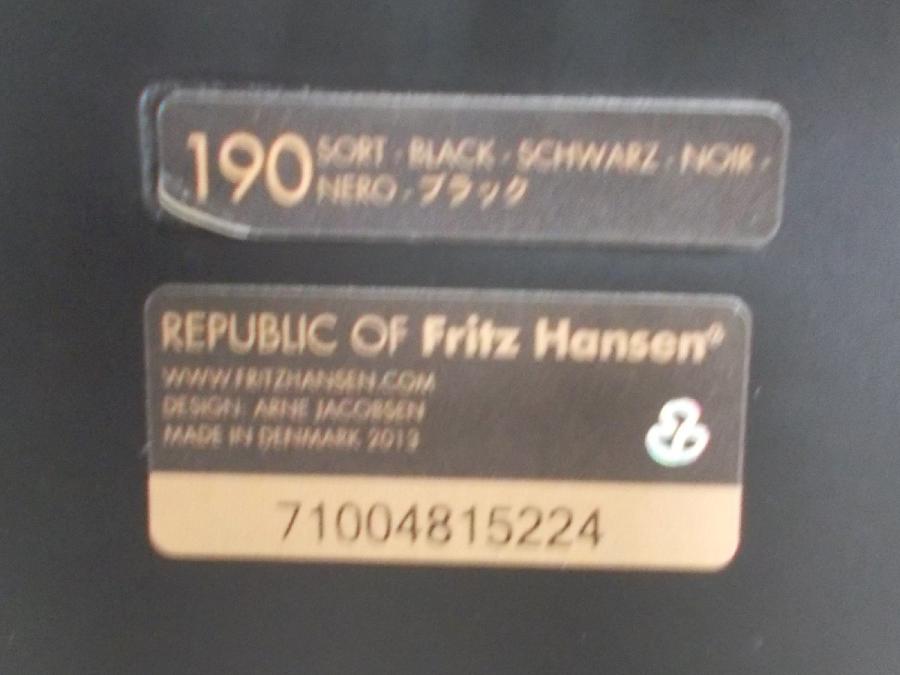 190 SORT · BLACK · SCHWARZ · NOIR ·
NERO · ブラック
REPUBLIC OF Fritz Hansen®
WWW.FRITZHANSEN.COM
DESIGN: ARNE JACOBSEN
MADE IN DENMARK 2013
71004815224